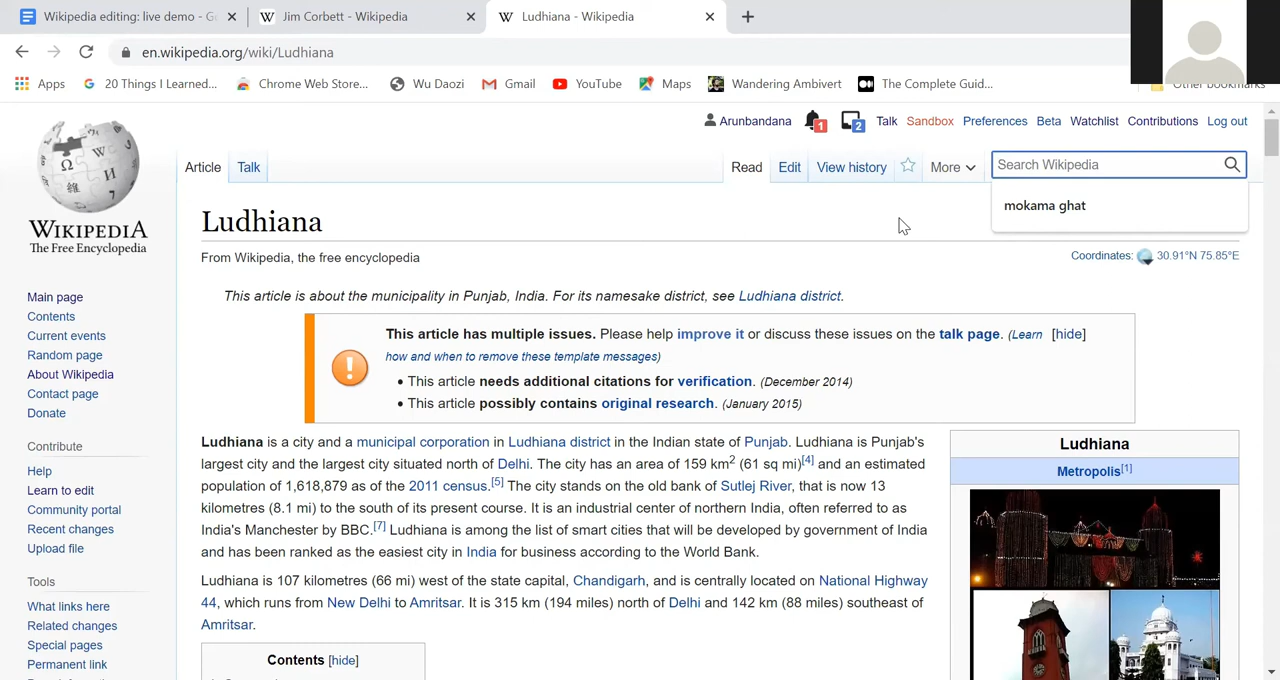 Wikipedia editing: live demo - G
Jim Corbett - Wikipedia
Ludhiana - Wikipedia
en.wikipedia.org/wiki/Ludhiana
Apps
20 Things I Learned...
Chrome Web Store...
Wu Daozi
Gmail
YouTube
Maps
Wandering Ambivert
The Complete Guid...
Other bookmarks
Arunbandana 1 2 Talk Sandbox Preferences Beta Watchlist Contributions Log out
Article Talk Read Edit View history More Search Wikipedia
mokama ghat
WIKIPEDIA
The Free Encyclopedia
Main page
Contents
Current events
Random page
About Wikipedia
Contact page
Donate
Contribute
Help
Learn to edit
Community portal
Recent changes
Upload file
Tools
What links here
Related changes
Special pages
Permanent link
Ludhiana
From Wikipedia, the free encyclopedia
Coordinates: 30.91°N 75.85°E
This article is about the municipality in Punjab, India. For its namesake district, see Ludhiana district.
This article has multiple issues. Please help improve it or discuss these issues on the talk page. (Learn [hide]
how and when to remove these template messages)
• This article needs additional citations for verification. (December 2014)
• This article possibly contains original research. (January 2015)
Ludhiana is a city and a municipal corporation in Ludhiana district in the Indian state of Punjab. Ludhiana is Punjab's
largest city and the largest city situated north of Delhi. The city has an area of 159 km2 (61 sq mi)[4] and an estimated
population of 1,618,879 as of the 2011 census.[5] The city stands on the old bank of Sutlej River, that is now 13
kilometres (8.1 mi) to the south of its present course. It is an industrial center of northern India, often referred to as
India's Manchester by BBC.[7] Ludhiana is among the list of smart cities that will be developed by government of India
and has been ranked as the easiest city in India for business according to the World Bank.
Ludhiana is 107 kilometres (66 mi) west of the state capital, Chandigarh, and is centrally located on National Highway
44, which runs from New Delhi to Amritsar. It is 315 km (194 miles) north of Delhi and 142 km (88 miles) southeast of
Amritsar.
Contents [hide]
Ludhiana
Metropolis[1]